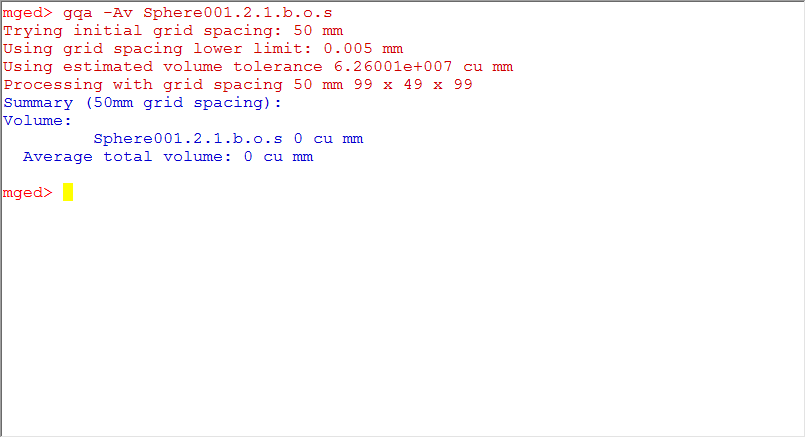 mged> gqa -Av Sphere001.2.1.b.o.s
Trying initial grid spacing: 50 mm
Using grid spacing lower limit: 0.005 mm
Using estimated volume tolerance 6.26001e+007 cu mm
Processing with grid spacing 50 mm 99 x 49 x 99
Summary (50mm grid spacing):
Volume:
Sphere001.2.1.b.o.s 0 cu mm
Average total volume: 0 cu mm
mged>